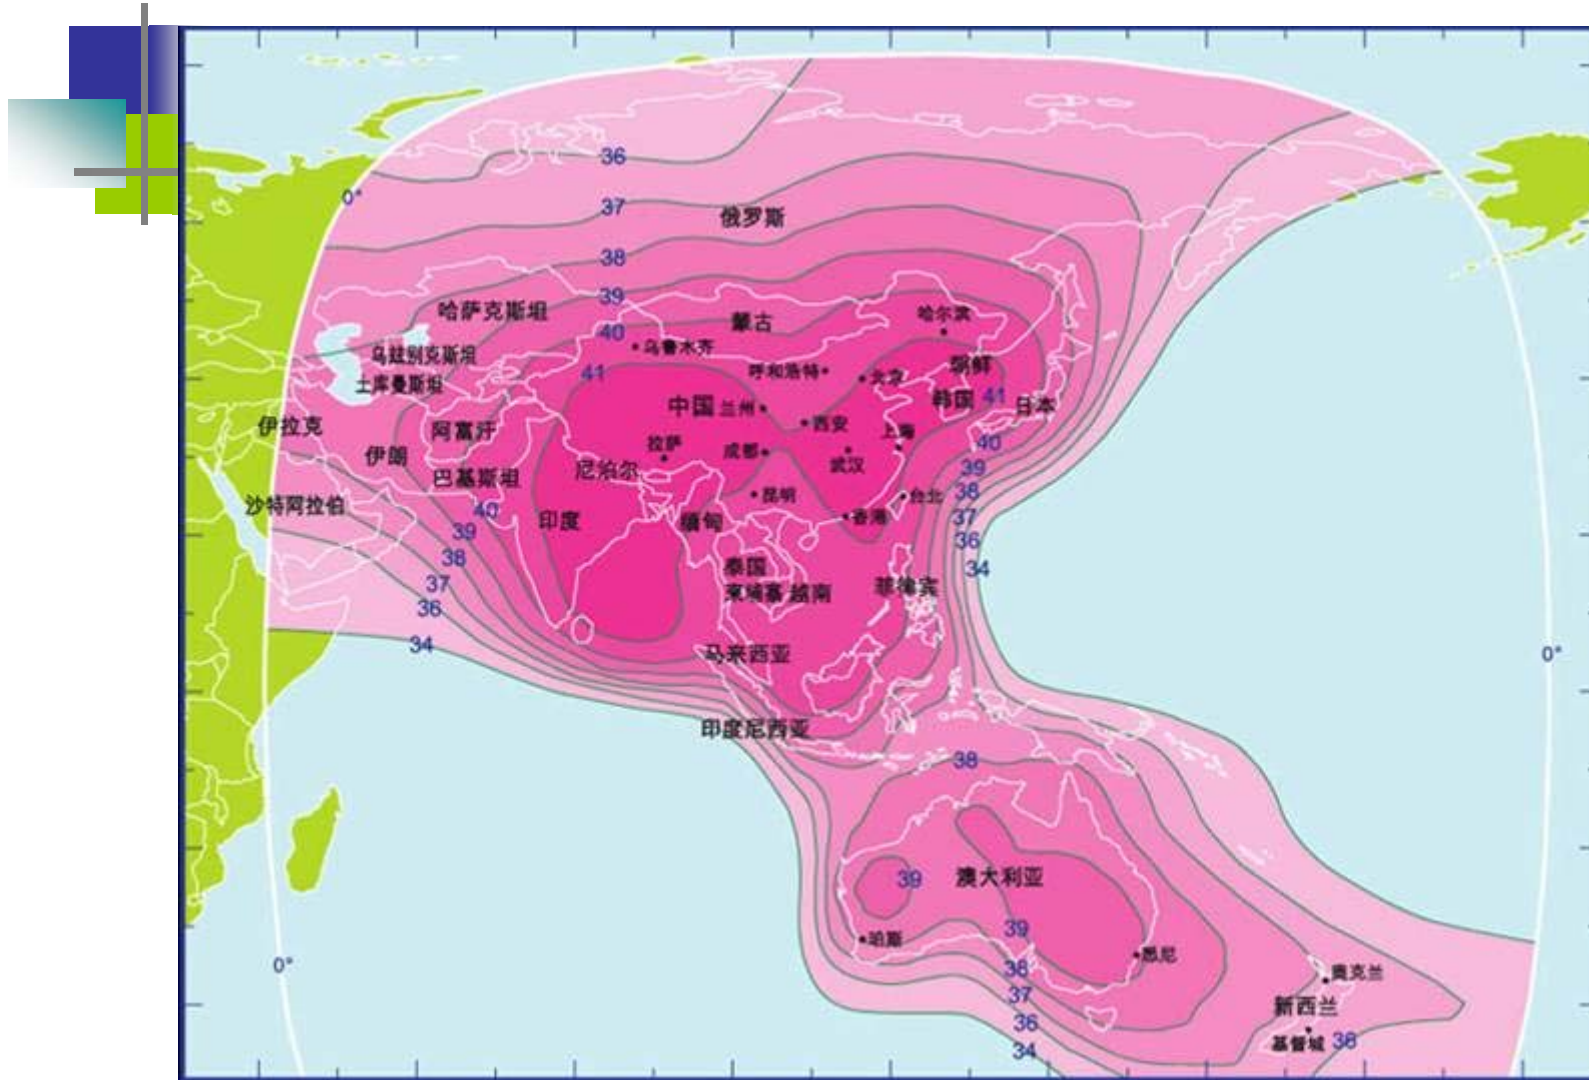 36
0°
37
俄罗斯
38
39
哈萨克斯坦
哈尔滨
蒙古
40
乌鲁木齐
乌兹别克斯坦
朝鲜
41
呼和浩特
北京
土库曼斯坦
中国
兰州
韩国
41
日本
伊拉克
西安
上海
阿富汗
40
拉萨
成都
伊朗
武汉
39
尼泊尔
巴基斯坦
38
昆明
台北
沙特阿拉伯
40
37
香港
印度
缅甸
39
36
38
泰国
34
37
柬埔寨
越南
菲律宾
36
34
马来西亚
0°
印度尼西亚
38
39
澳大利亚
39
珀斯
悉尼
0°
38
奥克兰
37
新西兰
36
基督城
36
34